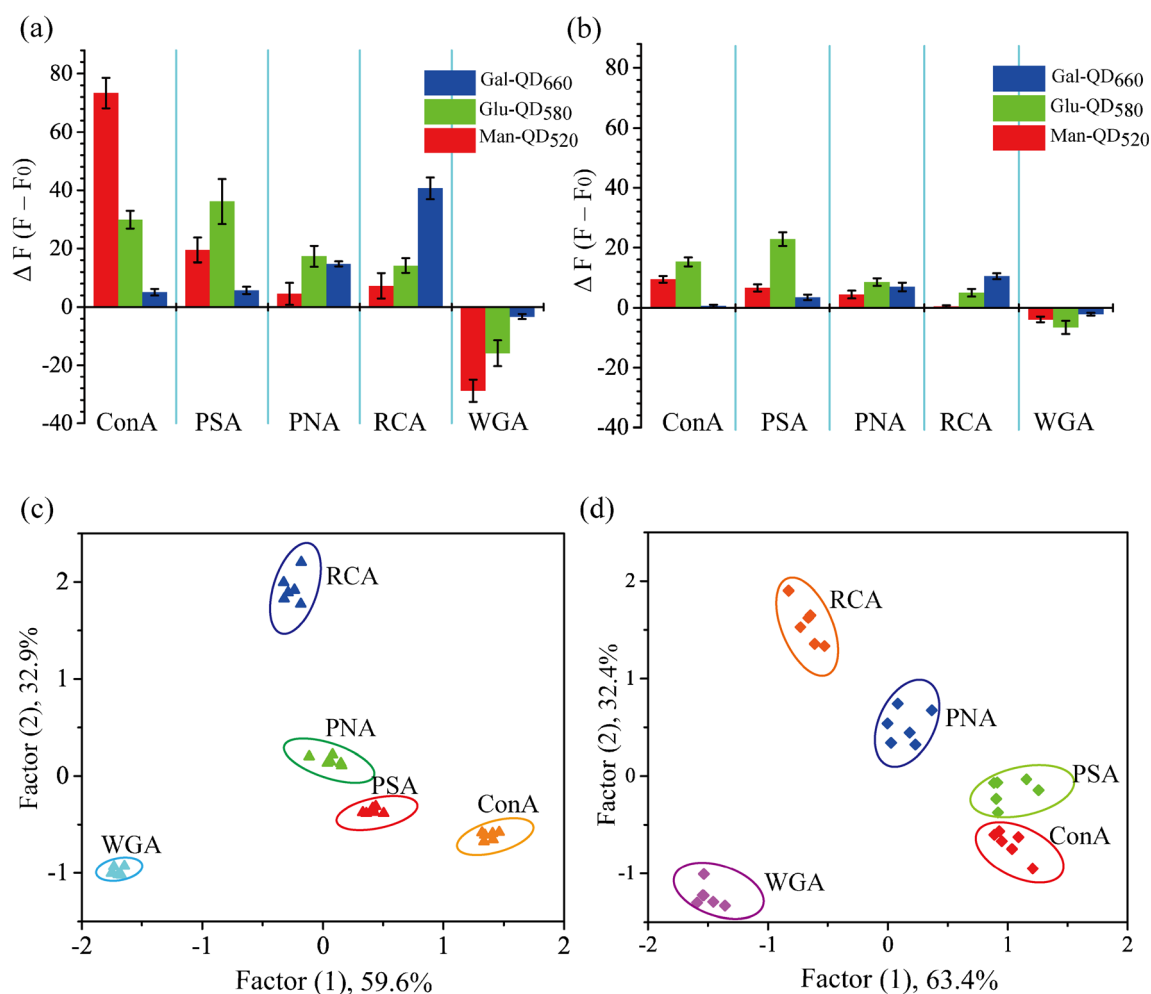 (a)
Δ F (F – F0)
80
60
40
20
0
-20
-40
Gal-QD660
Glu-QD580
Man-QD520
ConA PSA PNA RCA WGA
(b)
Δ F (F – F0)
80
60
40
20
0
-20
-40
Gal-QD660
Glu-QD580
Man-QD520
ConA PSA PNA RCA WGA
(c)
Factor (2), 32.9%
2
1
0
-1
RCA
PNA
PSA
ConA
WGA
-2 -1 0 1 2
Factor (1), 59.6%
(d)
Factor (2), 32.4%
2
1
0
-1
RCA
PNA
PSA
ConA
WGA
-2 -1 0 1 2
Factor (1), 63.4%